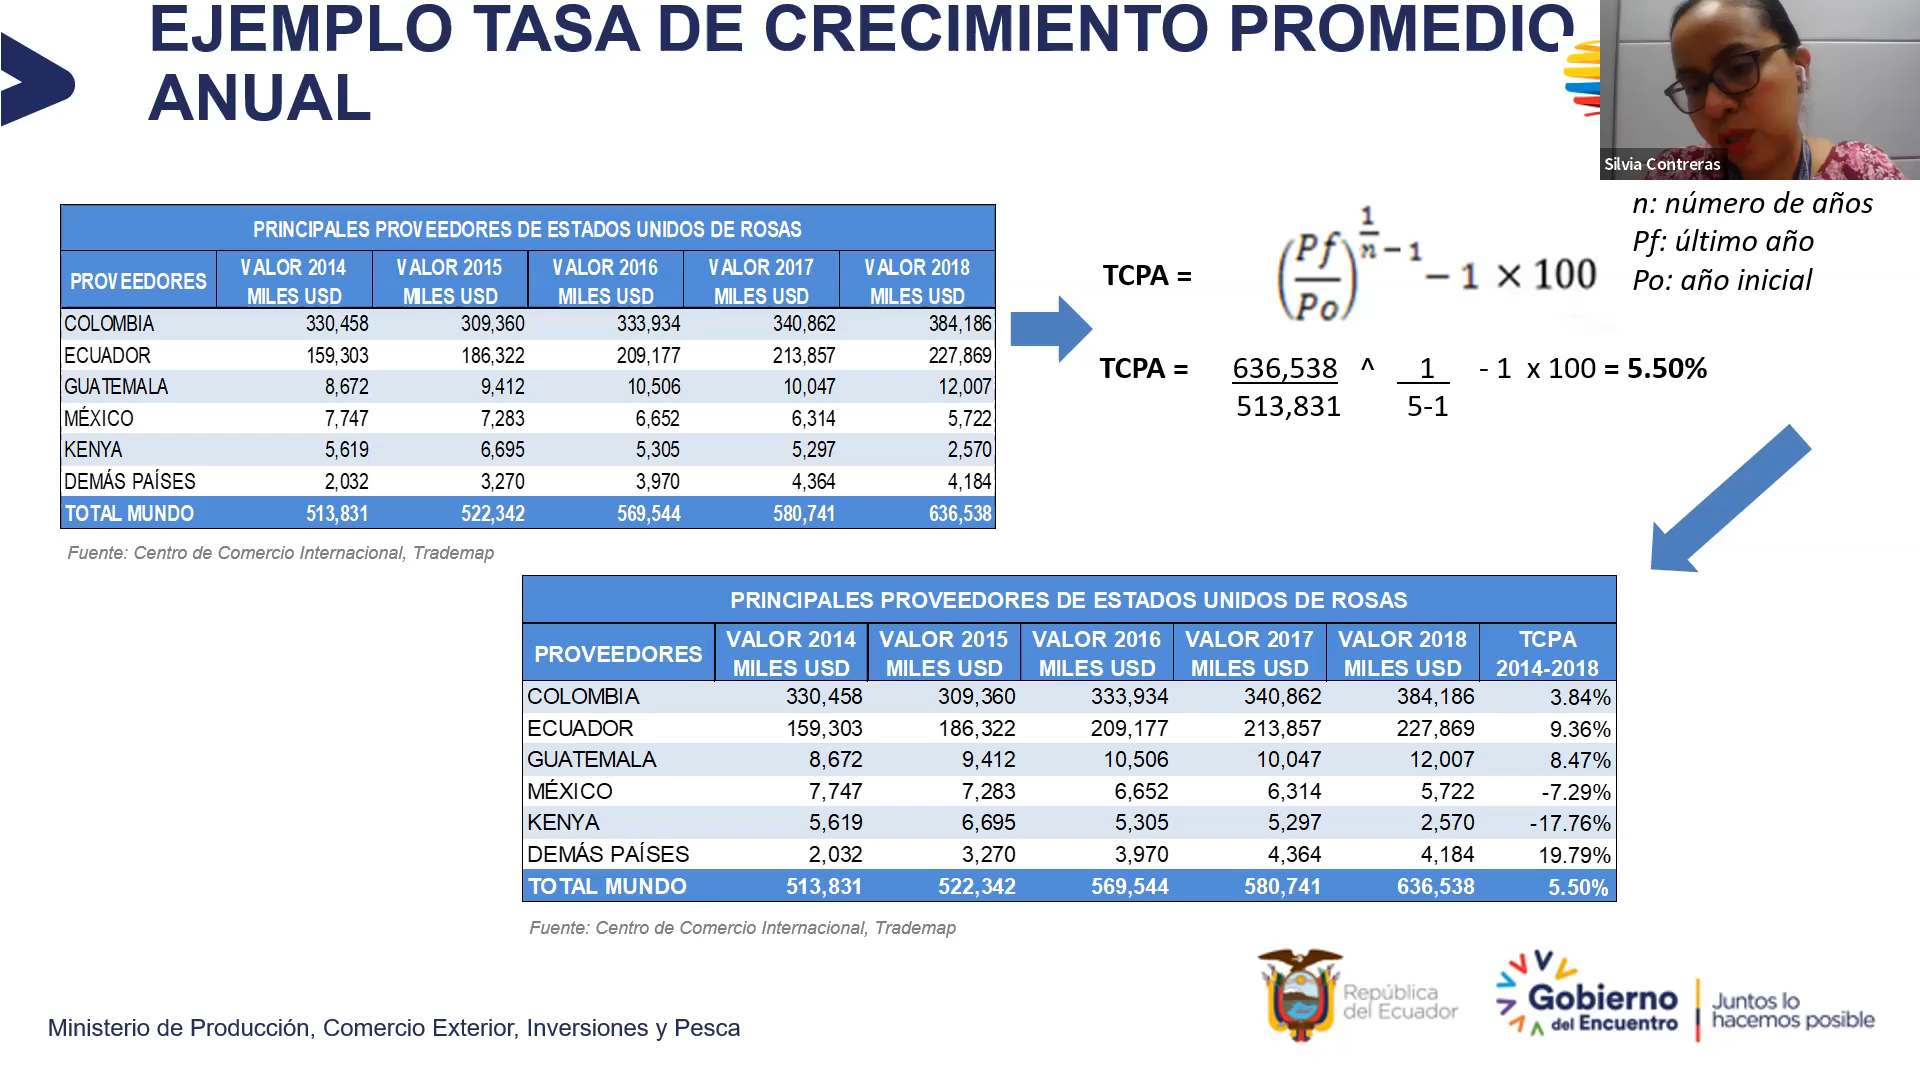 EJEMPLO TASA DE CRECIMIENTO PROMEDIO
ANUAL
Silvia Contreras
n: número de años
Pf: último año
Po: año inicial
PRINCIPALES PROVEEDORES DE ESTADOS UNIDOS DE ROSAS
PROVEEDORES VALOR 2014 MILES USD VALOR 2015 MILES USD VALOR 2016 MILES USD VALOR 2017 MILES USD VALOR 2018 MILES USD
COLOMBIA 330,458 309,360 333,934 340,862 384,186
ECUADOR 159,303 186,322 209,177 213,857 227,869
GUATEMALA 8,672 9,412 10,506 10,047 12,007
MÉXICO 7,747 7,283 6,652 6,314 5,722
KENYA 5,619 6,695 5,305 5,297 2,570
DEMÁS PAÍSES 2,032 3,270 3,970 4,364 4,184
TOTAL MUNDO 513,831 522,342 569,544 580,741 636,538
Fuente: Centro de Comercio Internacional, Trademap
TCPA = (Pf/Po)^1/n − 1 − 1 × 100
TCPA = 636,538 ^ 1 - 1 x 100 = 5.50%
513,831 5-1
PRINCIPALES PROVEEDORES DE ESTADOS UNIDOS DE ROSAS
PROVEEDORES VALOR 2014 MILES USD VALOR 2015 MILES USD VALOR 2016 MILES USD VALOR 2017 MILES USD VALOR 2018 MILES USD TCPA 2014-2018
COLOMBIA 330,458 309,360 333,934 340,862 384,186 3.84%
ECUADOR 159,303 186,322 209,177 213,857 227,869 9.36%
GUATEMALA 8,672 9,412 10,506 10,047 12,007 8.47%
MÉXICO 7,747 7,283 6,652 6,314 5,722 -7.29%
KENYA 5,619 6,695 5,305 5,297 2,570 -17.76%
DEMÁS PAÍSES 2,032 3,270 3,970 4,364 4,184 19.79%
TOTAL MUNDO 513,831 522,342 569,544 580,741 636,538 5.50%
Fuente: Centro de Comercio Internacional, Trademap
Ministerio de Producción, Comercio Exterior, Inversiones y Pesca
República
del Ecuador
Gobierno
del Encuentro
Juntos lo
hacemos posible